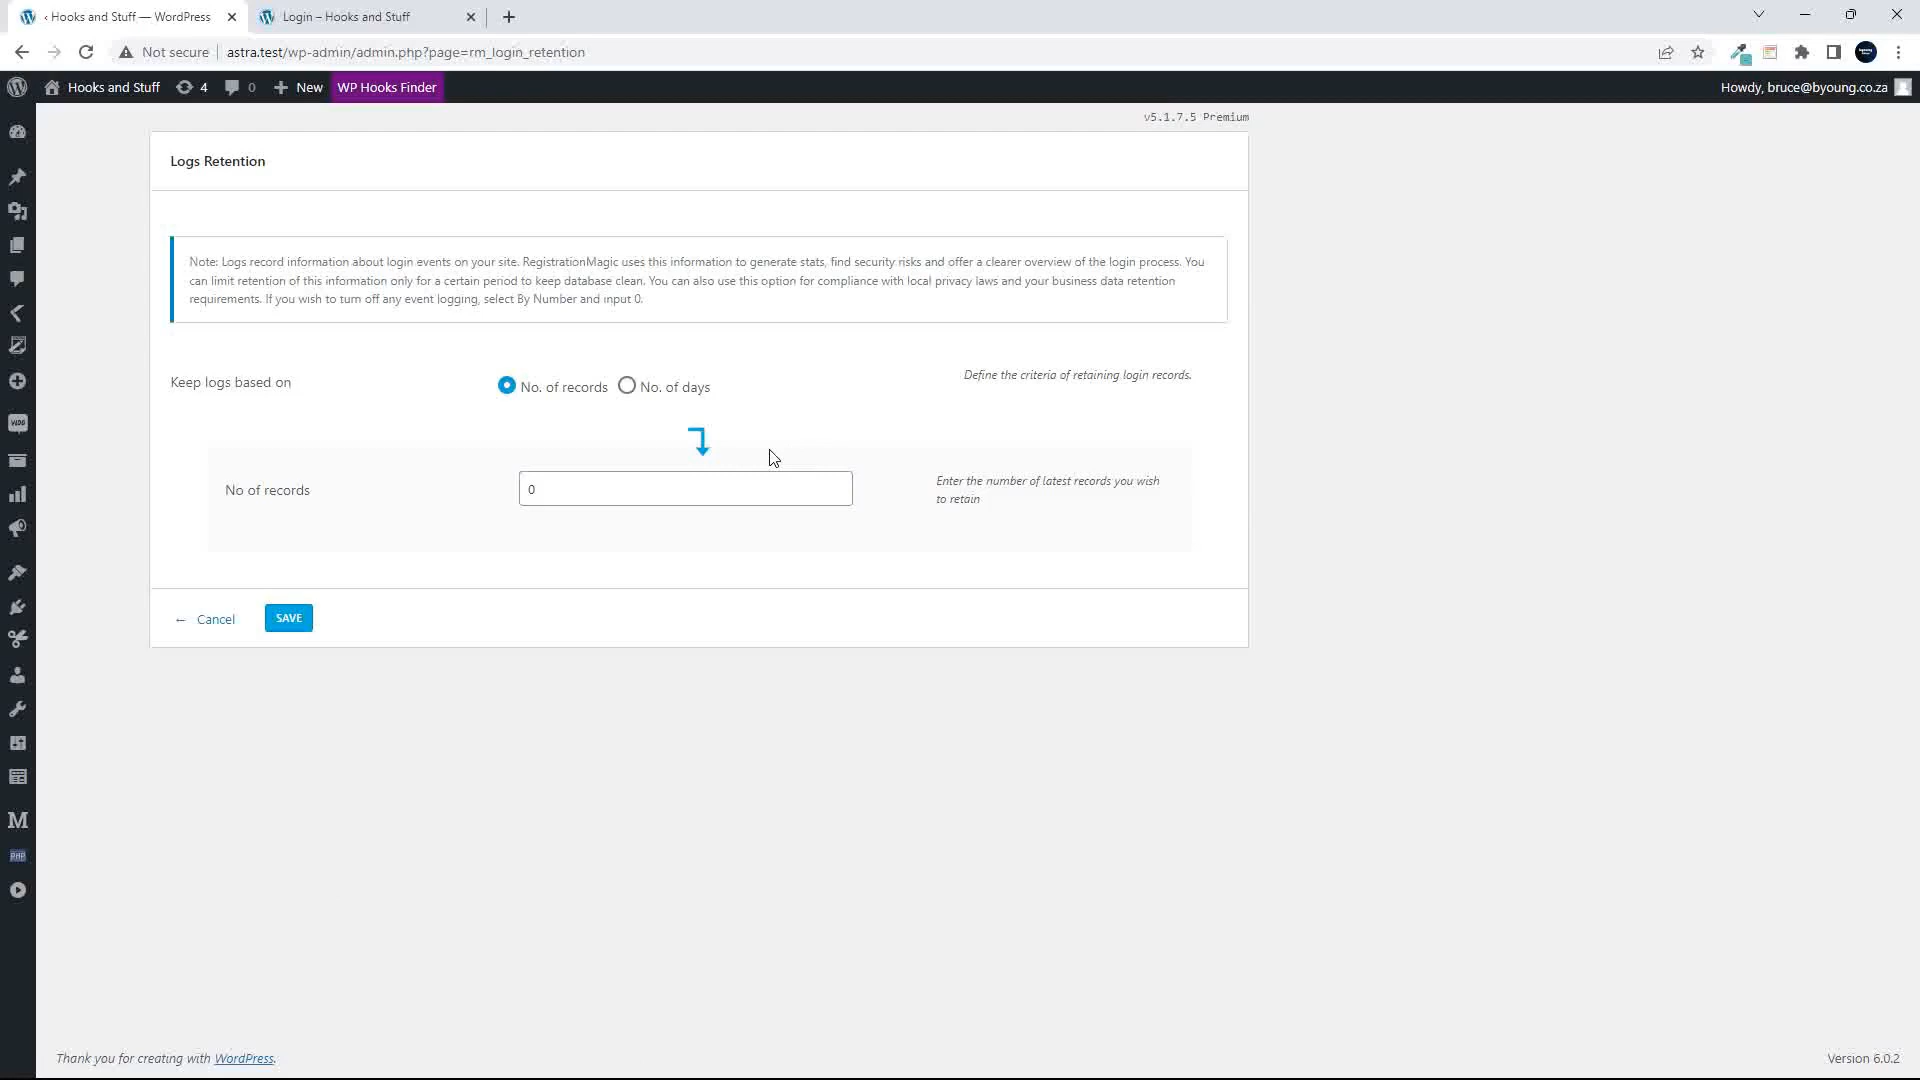 ‹ Hooks and Stuff — WordPress
Login – Hooks and Stuff
Not secure
astra.test/wp-admin/admin.php?page=rm_login_retention
Hooks and Stuff
4
0
New
WP Hooks Finder
Howdy, bruce@byoung.co.za
v5.1.7.5 Premium
Logs Retention
Note: Logs record information about login events on your site. RegistrationMagic uses this information to generate stats, find security risks and offer a clearer overview of the login process. You
can limit retention of this information only for a certain period to keep database clean. You can also use this option for compliance with local privacy laws and your business data retention
requirements. If you wish to turn off any event logging, select By Number and input 0.
Keep logs based on
No. of records
No. of days
Define the criteria of retaining login records.
No of records
0
Enter the number of latest records you wish
to retain
← Cancel
SAVE
M
PHP
Thank you for creating with WordPress.
Version 6.0.2